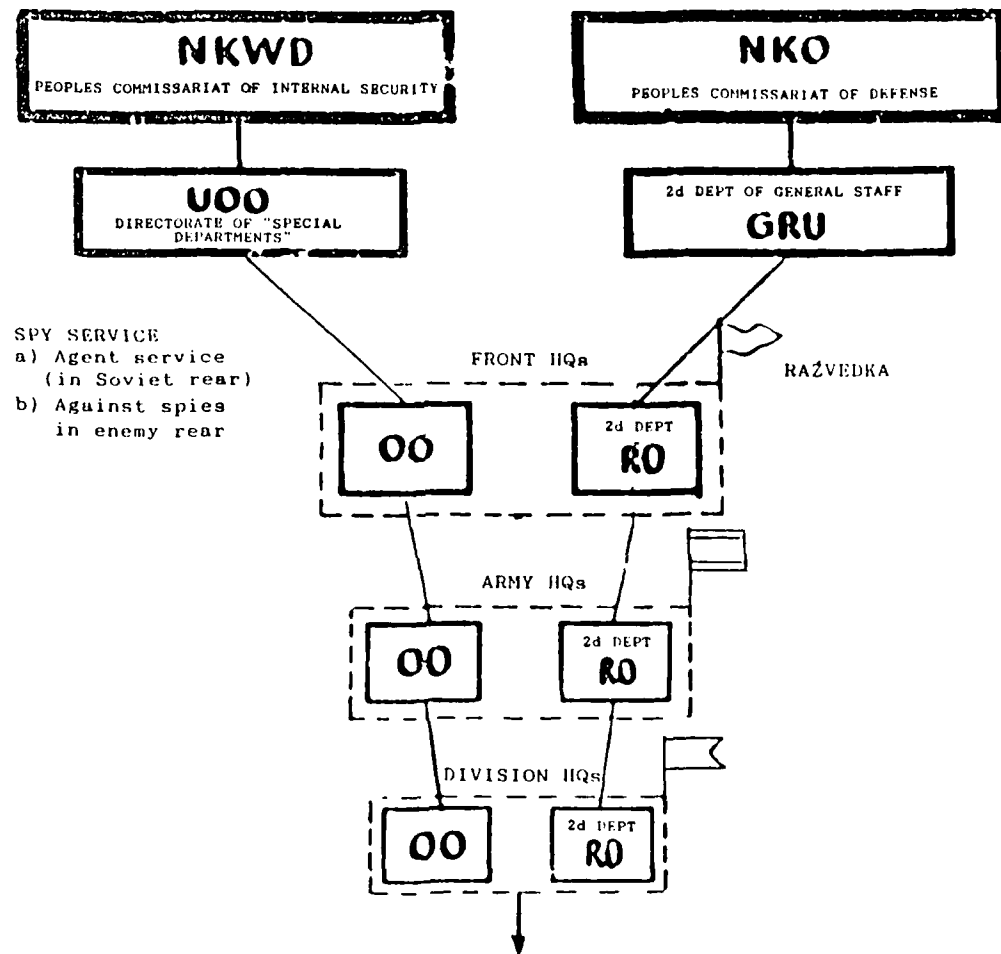 NKWD
PEOPLES COMMISSARIAT OF INTERNAL SECURITY
NKO
PEOPLES COMMISSARIAT OF DEFENSE
UOO
DIRECTORATE OF "SPECIAL
DEPARTMENTS"
2d DEPT OF GENERAL STAFF
GRU
SPY SERVICE
a) Agent service
(in Soviet rear)
b) Against spies
in enemy rear
FRONT HQs
RAŹVEDKA
OO
2d DEPT
RO
ARMY HQs
OO
2d DEPT
RO
DIVISION HQs
OO
2d DEPT
RO